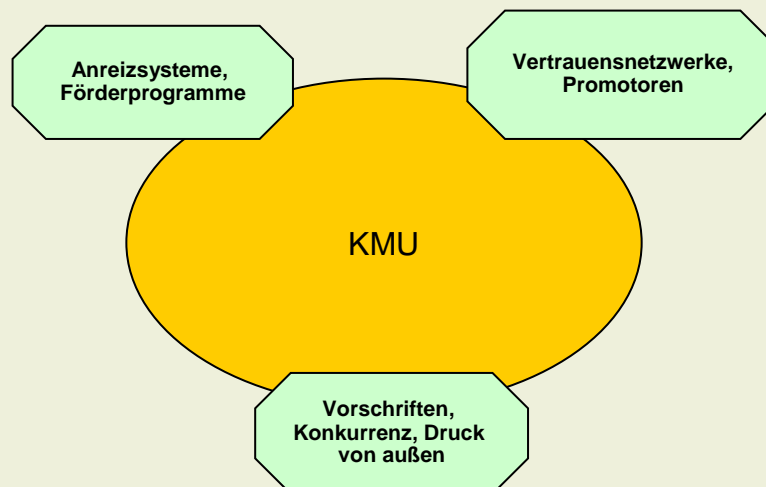 Anreizsysteme,
Förderprogramme
Vertrauensnetzwerke,
Promotoren
KMU
Vorschriften,
Konkurrenz, Druck
von außen